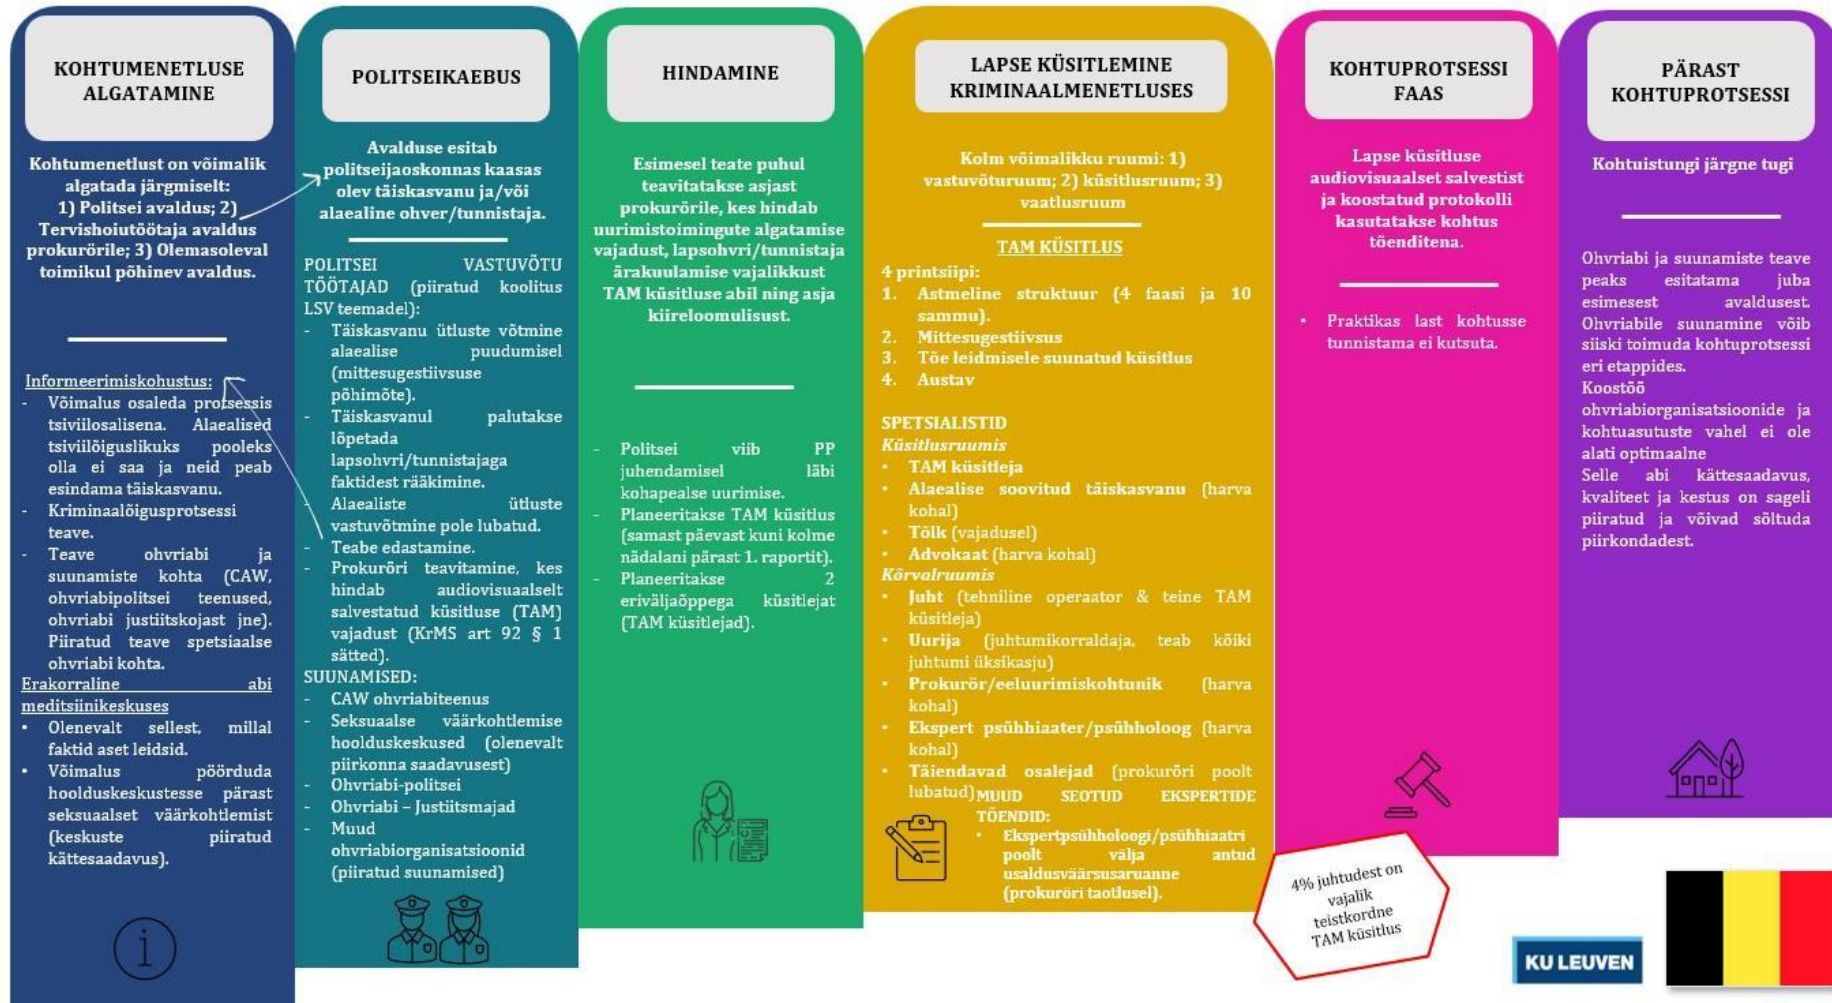 KOHTUMENETLUSE
ALGATAMINE
Kohtumenetlust on võimalik
algatada järgmiselt:
1) Politsei avaldus; 2)
Tervishoiutöötaja avaldus
prokurörile; 3) Olemasoleval
toimikul põhinev avaldus.
Informeerimiskohustus:
- Võimalus osaleda protsessis
tsiviilosalisena. Alaealised
tsiviilõiguslikuks pooleks
olla ei saa ja neid peab
esindama täiskasvanu.
- Kriminaalõigusprotsessi
teave.
- Teave ohvriabi ja
suunamiste kohta (CAW,
ohvriabipolitsei teenused,
ohvriabi justiitskojast jne).
Piiratud teave spetsiaalse
ohvriabi kohta.
Erakorraline abi
meditsiinikeskuses
• Olenevalt sellest, millal
faktid aset leidsid.
• Võimalus pöörduda
hoolduskeskustesse pärast
seksuaalset väärkohtlemist
(keskuste piiratud
kättesaadavus).
POLITSEIKAEBUS
Avalduse esitab
politseijaoskonnas kaasas
olev täiskasvanu ja/või
alaealine ohver/tunnistaja.
POLITSEI VASTUVÕTU
TÖÖTAJAD (piiratud koolitus
LSV teemadel):
- Täiskasvanu ütluste võtmine
alaealise puudumisel
(mittesugestiivsuse
põhimõte).
- Täiskasvanul palutakse
lõpetada
lapsohvri/tunnistajaga
faktidest rääkimine.
- Alaealiste ütluste
vastuvõtmine pole lubatud.
- Teabe edastamine.
- Prokuröri teavitamine, kes
hindab audiovisuaalselt
salvestatud küsitluse (TAM)
vajadust (KrMS art 92 § 1
sätted).
SUUNAMISED:
- CAW ohvriabiteenus
- Seksuaalse väärkohtlemise
hoolduskeskused (olenevalt
piirkonna saadavusest)
- Ohvriabi-politsei
- Ohvriabi – Justiitsmajad
- Muud
ohvriabiorganisatsioonid
(piiratud suunamised)
HINDAMINE
Esimesel teate puhul
teavitatakse asjast
prokurörile, kes hindab
uurimistoimingute algatamise
vajadust, lapsohvri/tunnistaja
ärakuulamise vajalikkust
TAM küsitluse abil ning asja
kiireloomulisust.
- Politsei viib PP
juhendamisel läbi
kohapealse uurimise.
- Planeeritakse TAM küsitlus
(samast päevast kuni kolme
nädalani pärast 1. raportit).
- Planeeritakse 2
eriväljaõppega küsitlejat
(TAM küsitlejad).
LAPSE KÜSITLEMINE
KRIMINAALMENETLUSES
Kolm võimalikku ruumi: 1)
vastuvõturuum; 2) küsitlusruum; 3)
vaatlusruum
TAM KÜSITLUS
4 printsiipi:
1. Astmeline struktuur (4 faasi ja 10
sammu).
2. Mittesugestiivsus
3. Tõe leidmisele suunatud küsitlus
4. Austav
SPETSIALISTID
Küsitlusruumis
• TAM küsitleja
• Alaealise soovitud täiskasvanu (harva
kohal)
• Tõlk (vajadusel)
• Advokaat (harva kohal)
Kõrvalruumis
• Juht (tehniline operaator & teine TAM
küsitleja)
• Uurija (juhtumikorraldaja, teab kõiki
juhtumi üksikasju)
• Prokurör/eeluurimiskohtunik (harva
kohal)
• Ekspert psühhiaater/psühholoog (harva
kohal)
• Täiendavad osalejad (prokuröri poolt
lubatud)
MUUD SEOTUD EKSPERTIDE
TÕENDID:
• Ekspertpsühholoogi/psühhiaatri
poolt välja antud
usaldusväärsusaruanne
(prokuröri taotlusel).
KOHTUPROTSESSI
FAAS
Lapse küsitluse
audiovisuaalset salvestist
ja koostatud protokolli
kasutatakse kohtus
tõenditena.
• Praktikas last kohtusse
tunnistama ei kutsuta.
4% juhtudest on
vajalik
teistkordne
TAM küsitlus
PÄRAST
KOHTUPROTSESSI
Kohtuistungi järgne tugi
Ohvriabi ja suunamiste teave
peaks esitatama juba
esimesest avaldusest.
Ohvriabile suunamine võib
siiski toimuda kohtuprotsessi
eri etappides.
Koostöö
ohvriabiorganisatsioonide ja
kohtuasutuste vahel ei ole
alati optimaalne
Selle abi kättesaadavus,
kvaliteet ja kestus on sageli
piiratud ja võivad sõltuda
piirkondadest.
KU LEUVEN